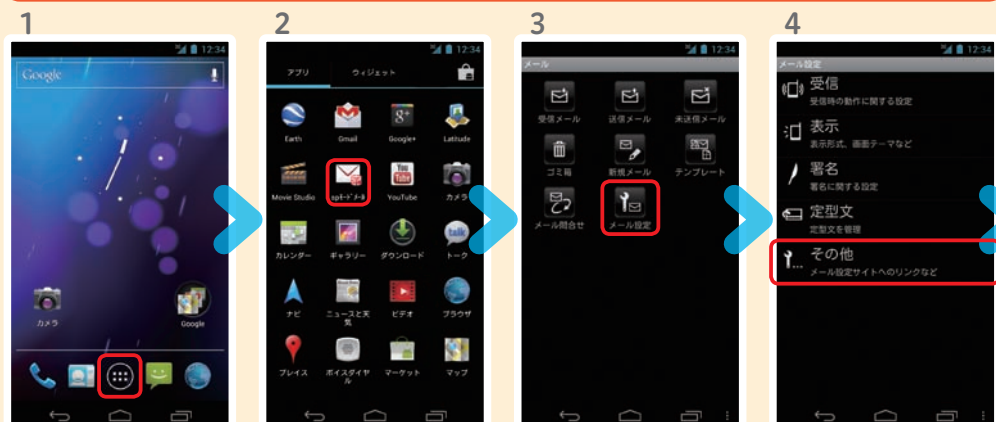 1
12:34
Google
カメラ
Google
2
12:34
アプリ ウィジェット
Earth Gmail Google+ Latitude
Movie Studio spモードメール YouTube カメラ
カレンダー ギャラリー ダウンロード トーク
ナビ ニュースと天気 ビデオ ブラウザ
プレイス ボイスダイヤル マーケット マップ
3
12:34
メール
受信メール 送信メール 未送信メール
ゴミ箱 新規メール テンプレート
メール問合せ メール設定
4
12:34
メール設定
受信
受信時の動作に関する設定
表示
表示形式、画面テーマなど
署名
署名に関する設定
定型文
定型文を管理
その他
メール設定サイトへのリンクなど